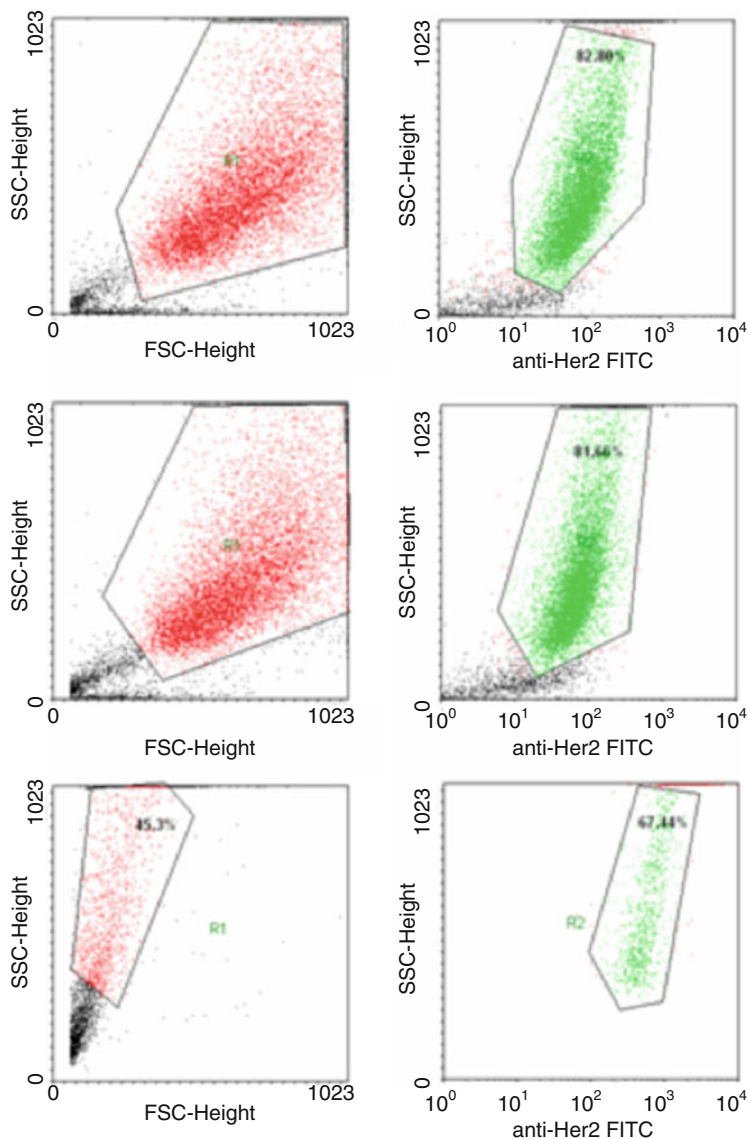 1023
SSC-Height
R1
0
0
1023
FSC-Height
1023
SSC-Height
82.80%
0
10^0
10^1
10^2
10^3
10^4
anti-Her2 FITC
1023
SSC-Height
R1
0
0
1023
FSC-Height
1023
SSC-Height
81,66%
0
10^0
10^1
10^2
10^3
10^4
anti-Her2 FITC
1023
SSC-Height
45,3%
R1
0
0
1023
FSC-Height
1023
SSC-Height
67,44%
R2
0
10^0
10^1
10^2
10^3
10^4
anti-Her2 FITC